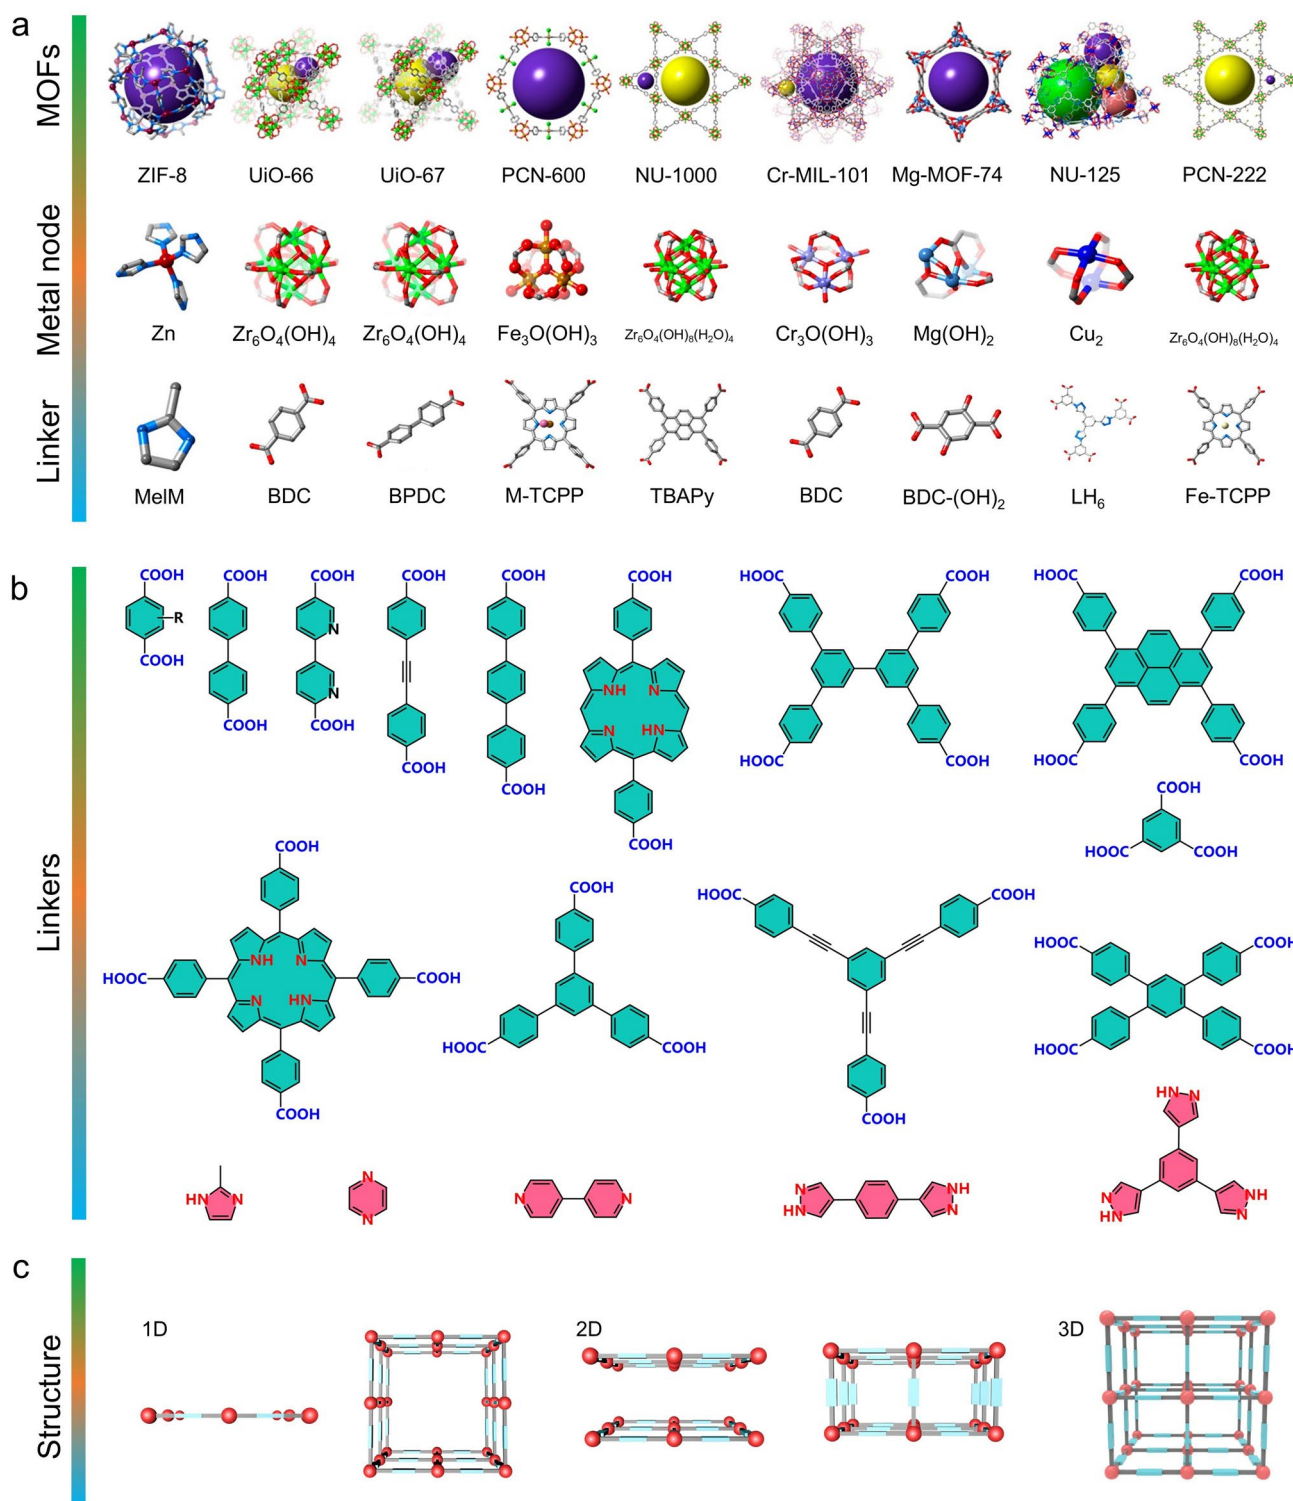 a
MOFs
ZIF-8 UiO-66 UiO-67 PCN-600 NU-1000 Cr-MIL-101 Mg-MOF-74 NU-125 PCN-222
Metal node
Zn Zr₆O₄(OH)₄ Zr₆O₄(OH)₄ Fe₃O(OH)₃ Zr₆O₄(OH)₈(H₂O)₄ Cr₃O(OH)₃ Mg(OH)₂ Cu₂ Zr₆O₄(OH)₈(H₂O)₄
Linker
MeIM BDC BPDC M-TCPP TBAPy BDC BDC-(OH)₂ LH₆ Fe-TCPP
b
Linkers
COOH COOH COOH COOH COOH COOH HOOC COOH HOOC COOH
R
N
COOH
NH N
N
N HN
COOH COOH
COOH
HOOC COOH HOOC COOH
COOH
COOH
COOH
COOH
HOOC COOH
COOH
HOOC COOH
NH N
HOOC COOH
HOOC COOH
N HN
HOOC COOH
HOOC COOH
COOH
COOH
HN N
N
HN N
N
N N
N NH
HN N
N NH
NH N
c
Structure
1D 2D 3D